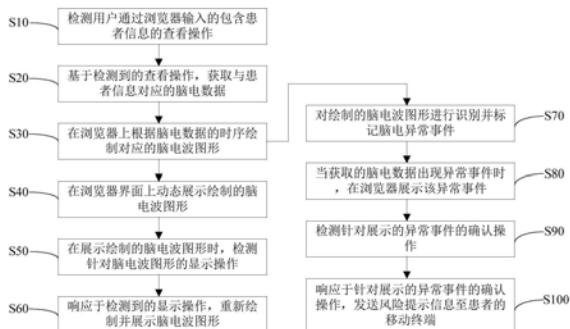 S10
检测用户通过浏览器输入的包含患
者信息的查看操作
S20
基于检测到的查看操作，获取与患
者信息对应的脑电数据
S30
在浏览器上根据脑电数据的时序绘
制对应的脑电波图形
S40
在浏览器界面上动态展示绘制的脑
电波图形
S50
在展示绘制的脑电波图形时，检测
针对脑电波图形的显示操作
S60
响应于检测到的显示操作，重新绘
制并展示脑电波图形
对绘制的脑电波图形进行识别并标
记脑电异常事件
S70
当获取的脑电数据出现异常事件时
，在浏览器展示该异常事件
S80
检测针对展示的异常事件的确认操
作
S90
响应于针对展示的异常事件的确认
操作，发送风险提示信息至患者的
移动终端
S100